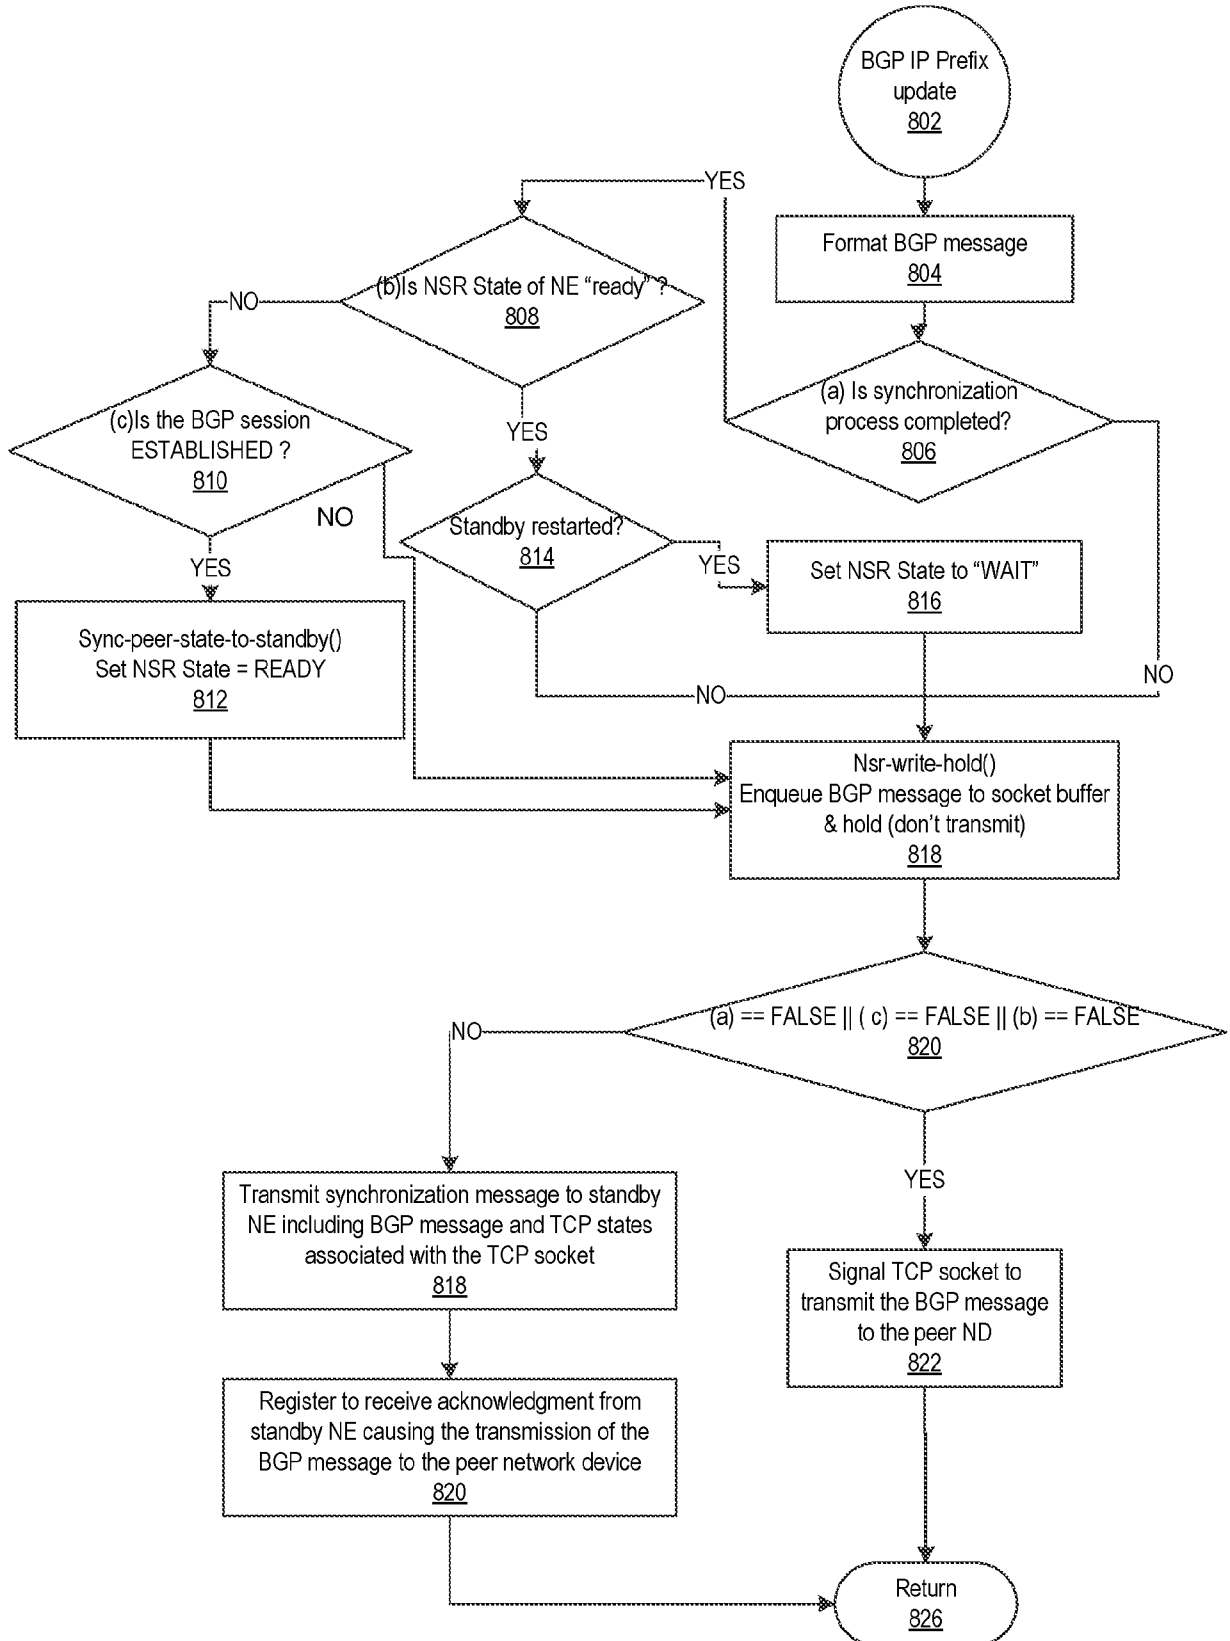 BGP IP Prefix
update
802
YES
Format BGP message
804
(b)Is NSR State of NE “ready” ?
808
NO
(a) Is synchronization
process completed?
806
(c)Is the BGP session
ESTABLISHED ?
810
YES
NO
Standby restarted?
814
YES
Set NSR State to “WAIT”
816
YES
Sync-peer-state-to-standby()
Set NSR State = READY
812
NO
NO
Nsr-write-hold()
Enqueue BGP message to socket buffer
& hold (don’t transmit)
818
(a) == FALSE || ( c) == FALSE || (b) == FALSE
820
NO
YES
Transmit synchronization message to standby
NE including BGP message and TCP states
associated with the TCP socket
818
Signal TCP socket to
transmit the BGP message
to the peer ND
822
Register to receive acknowledgment from
standby NE causing the transmission of the
BGP message to the peer network device
820
Return
826